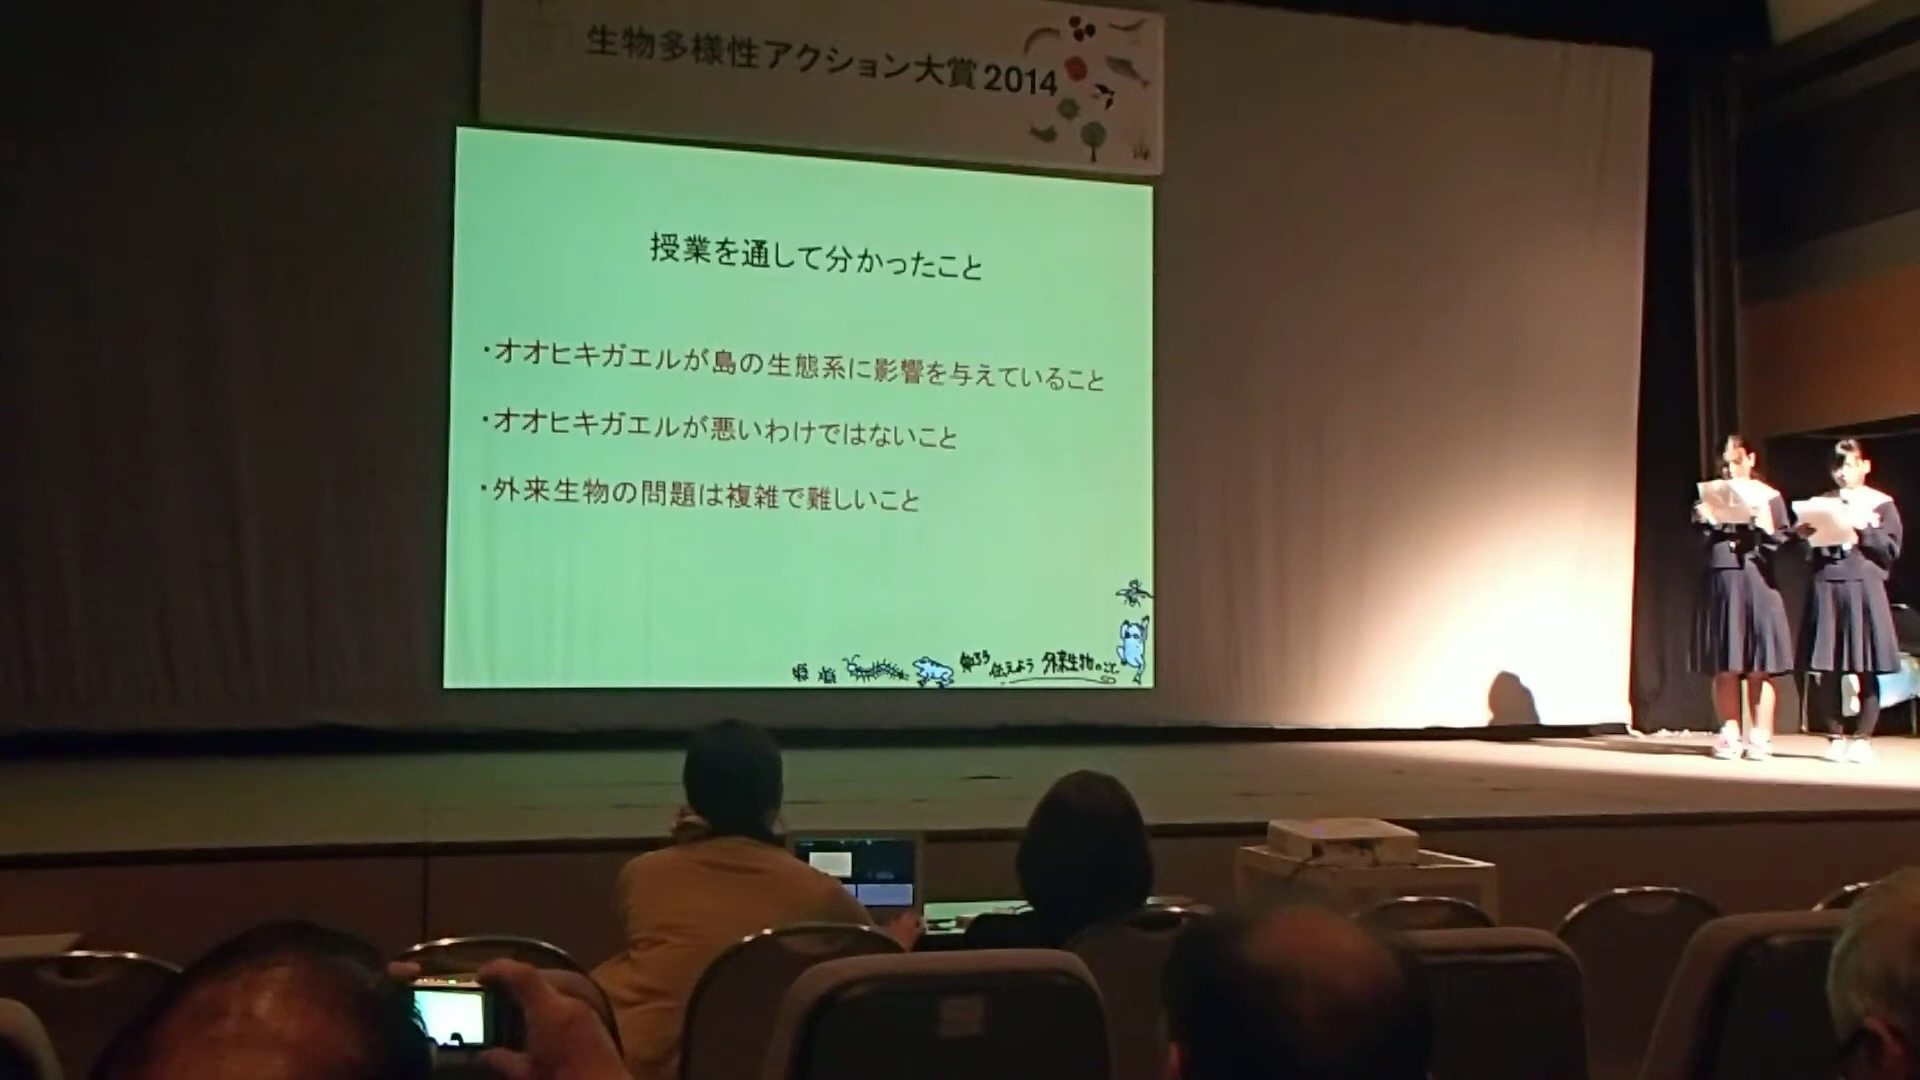 生物多様性アクション大賞2014
授業を通して分かったこと
・オオヒキガエルが島の生態系に影響を与えていること
・オオヒキガエルが悪いわけではないこと
・外来生物の問題は複雑で難しいこと
伝えよう 外来生物のこと